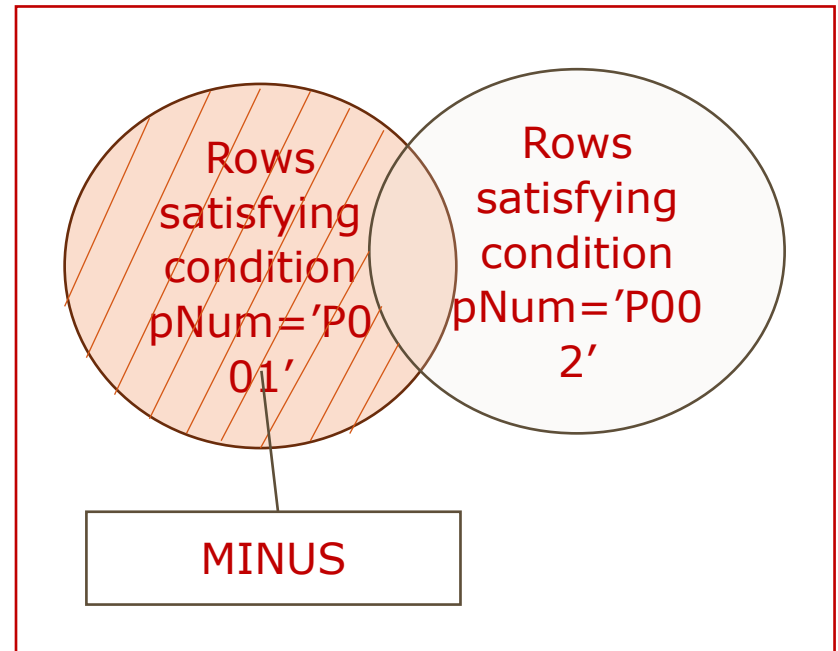 Rows
satisfying
condition
pNum=’P0
01’
Rows
satisfying
condition
pNum=’P00
2’
MINUS